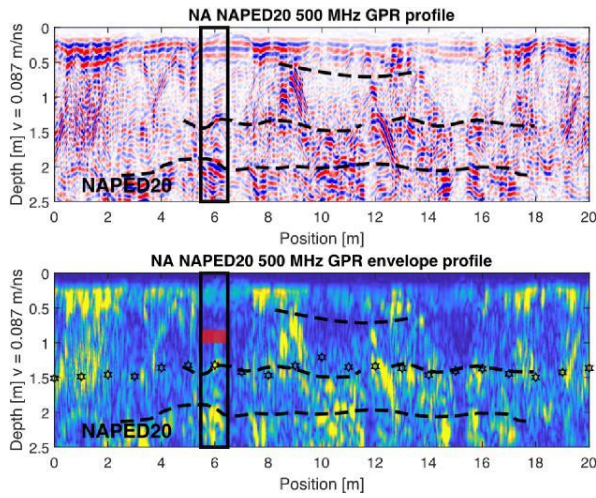 NA NAPED20 500 MHz GPR profile
Depth [m] v = 0.087 m/ns
0
0.5
1
1.5
2
2.5
NAPED20
0 2 4 6 8 10 12 14 16 18 20
Position [m]
NA NAPED20 500 MHz GPR envelope profile
Depth [m] v = 0.087 m/ns
0
0.5
1
1.5
2
2.5
NAPED20
0 2 4 6 8 10 12 14 16 18 20
Position [m]